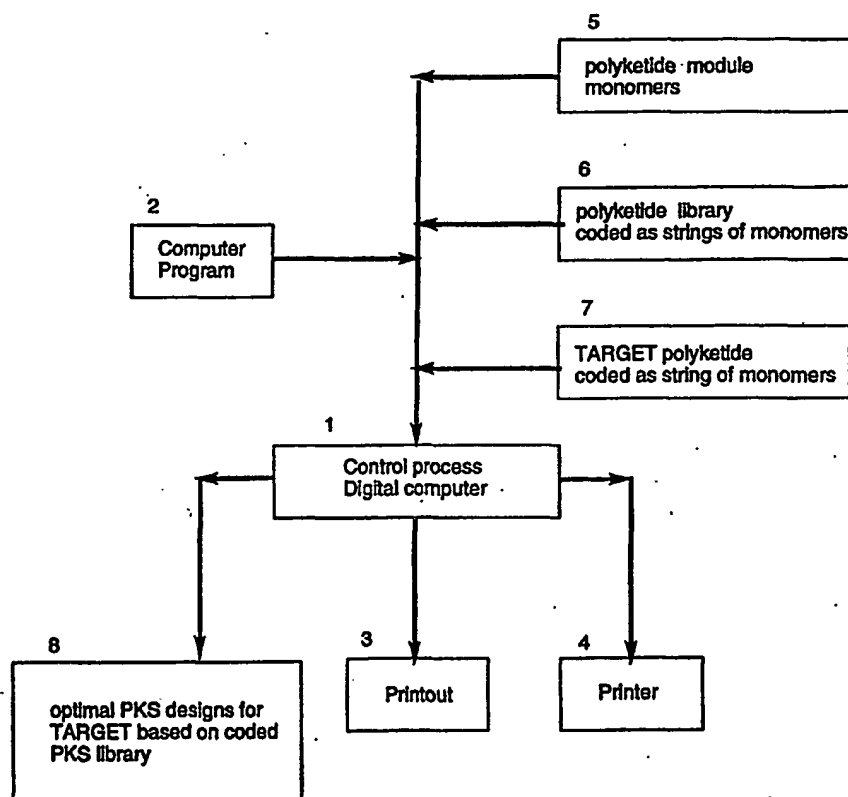 5
polyketide module
monomers
6
polyketide library
coded as strings of monomers
2
Computer
Program
7
TARGET polyketide
coded as string of monomers
1
Control process
Digital computer
8
optimal PKS designs for
TARGET based on coded
PKS library
3
Printout
4
Printer